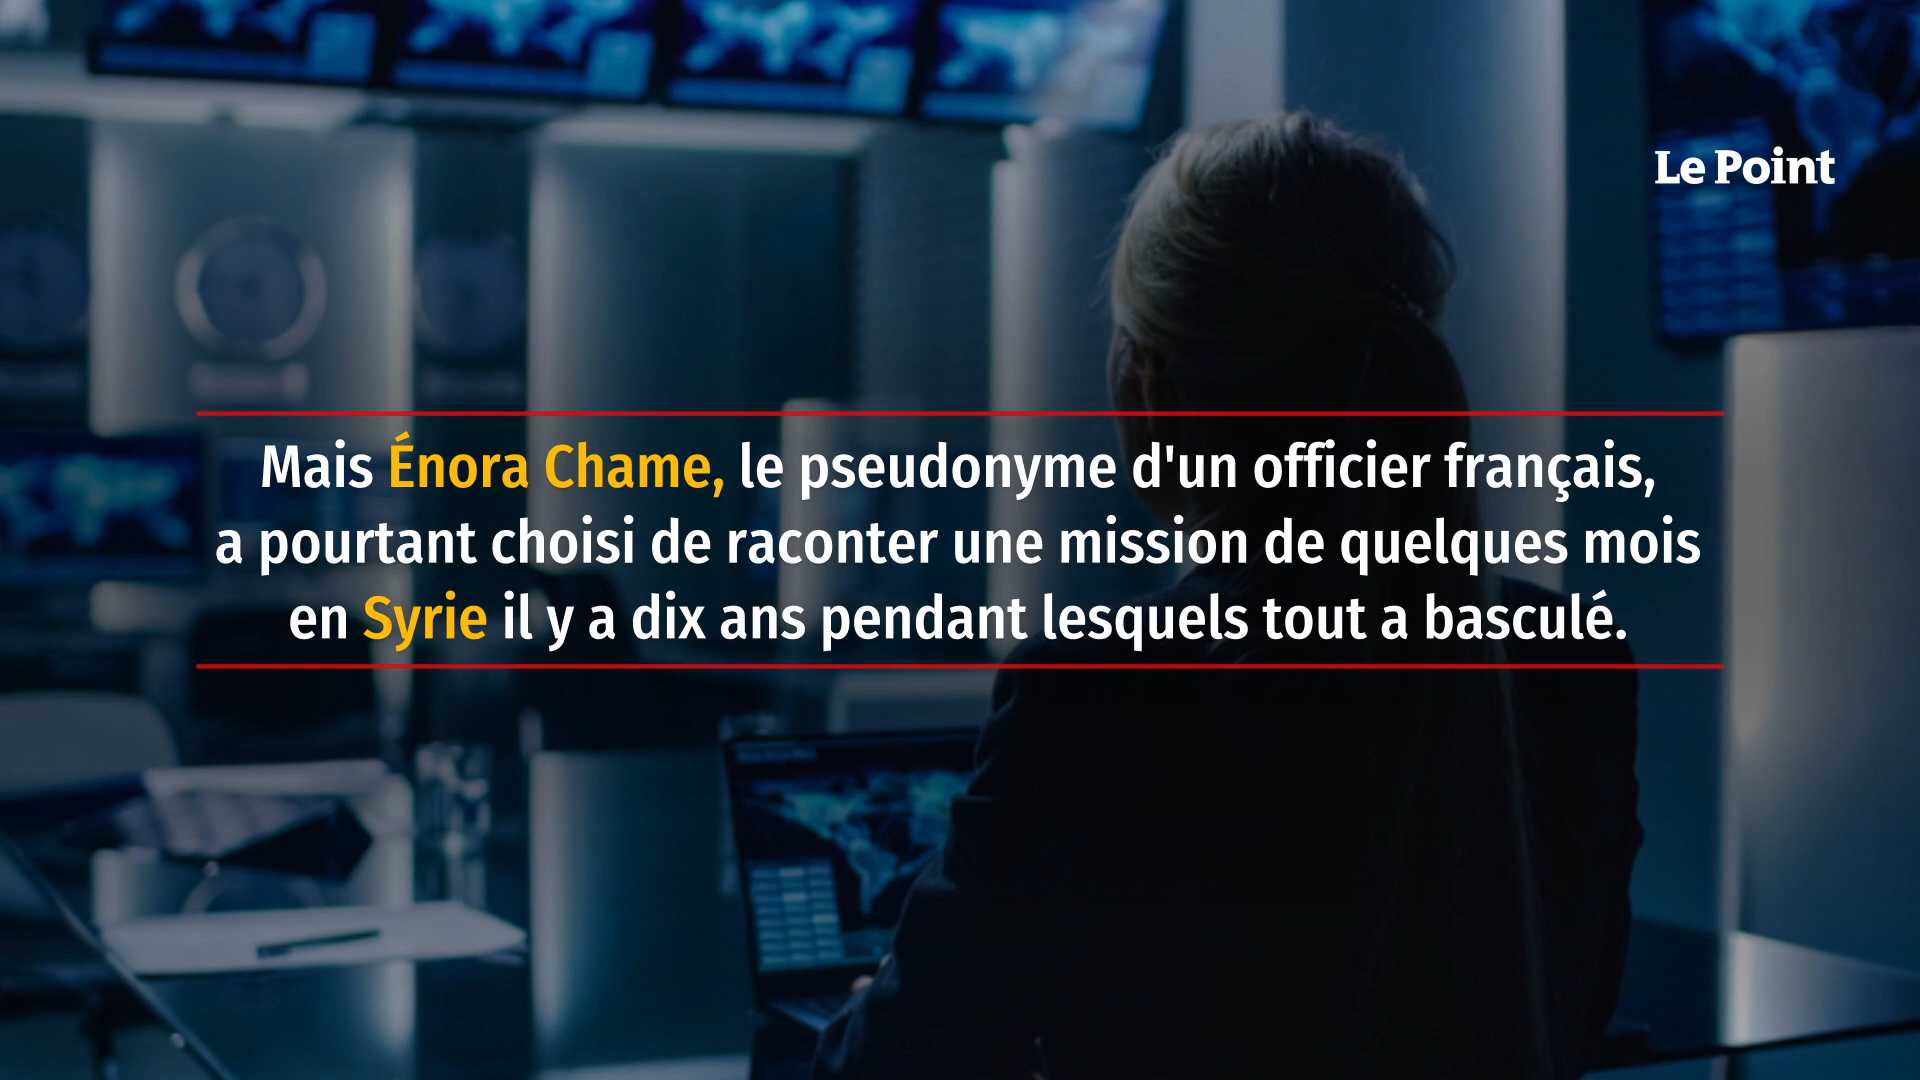 Le Point
Mais Énora Chame, le pseudonyme d'un officier français,
a pourtant choisi de raconter une mission de quelques mois
en Syrie il y a dix ans pendant lesquels tout a basculé.